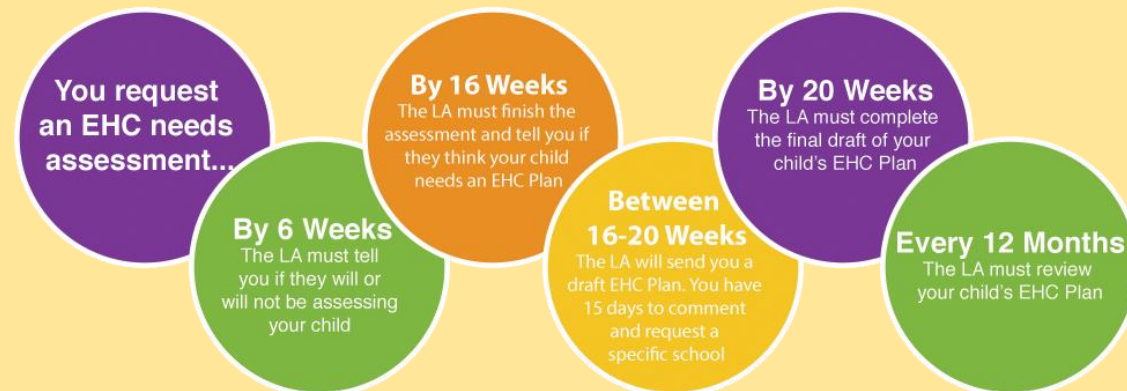 You request
an EHC needs
assessment...
By 6 Weeks
The LA must tell
you if they will or
will not be assessing
your child
By 16 Weeks
The LA must finish the
assessment and tell you if
they think your child
needs an EHC Plan
Between
16-20 Weeks
The LA will send you a
draft EHC Plan. You have
15 days to comment
and request a
specific school
By 20 Weeks
The LA must complete
the final draft of your
child's EHC Plan
Every 12 Months
The LA must review
your child's EHC Plan